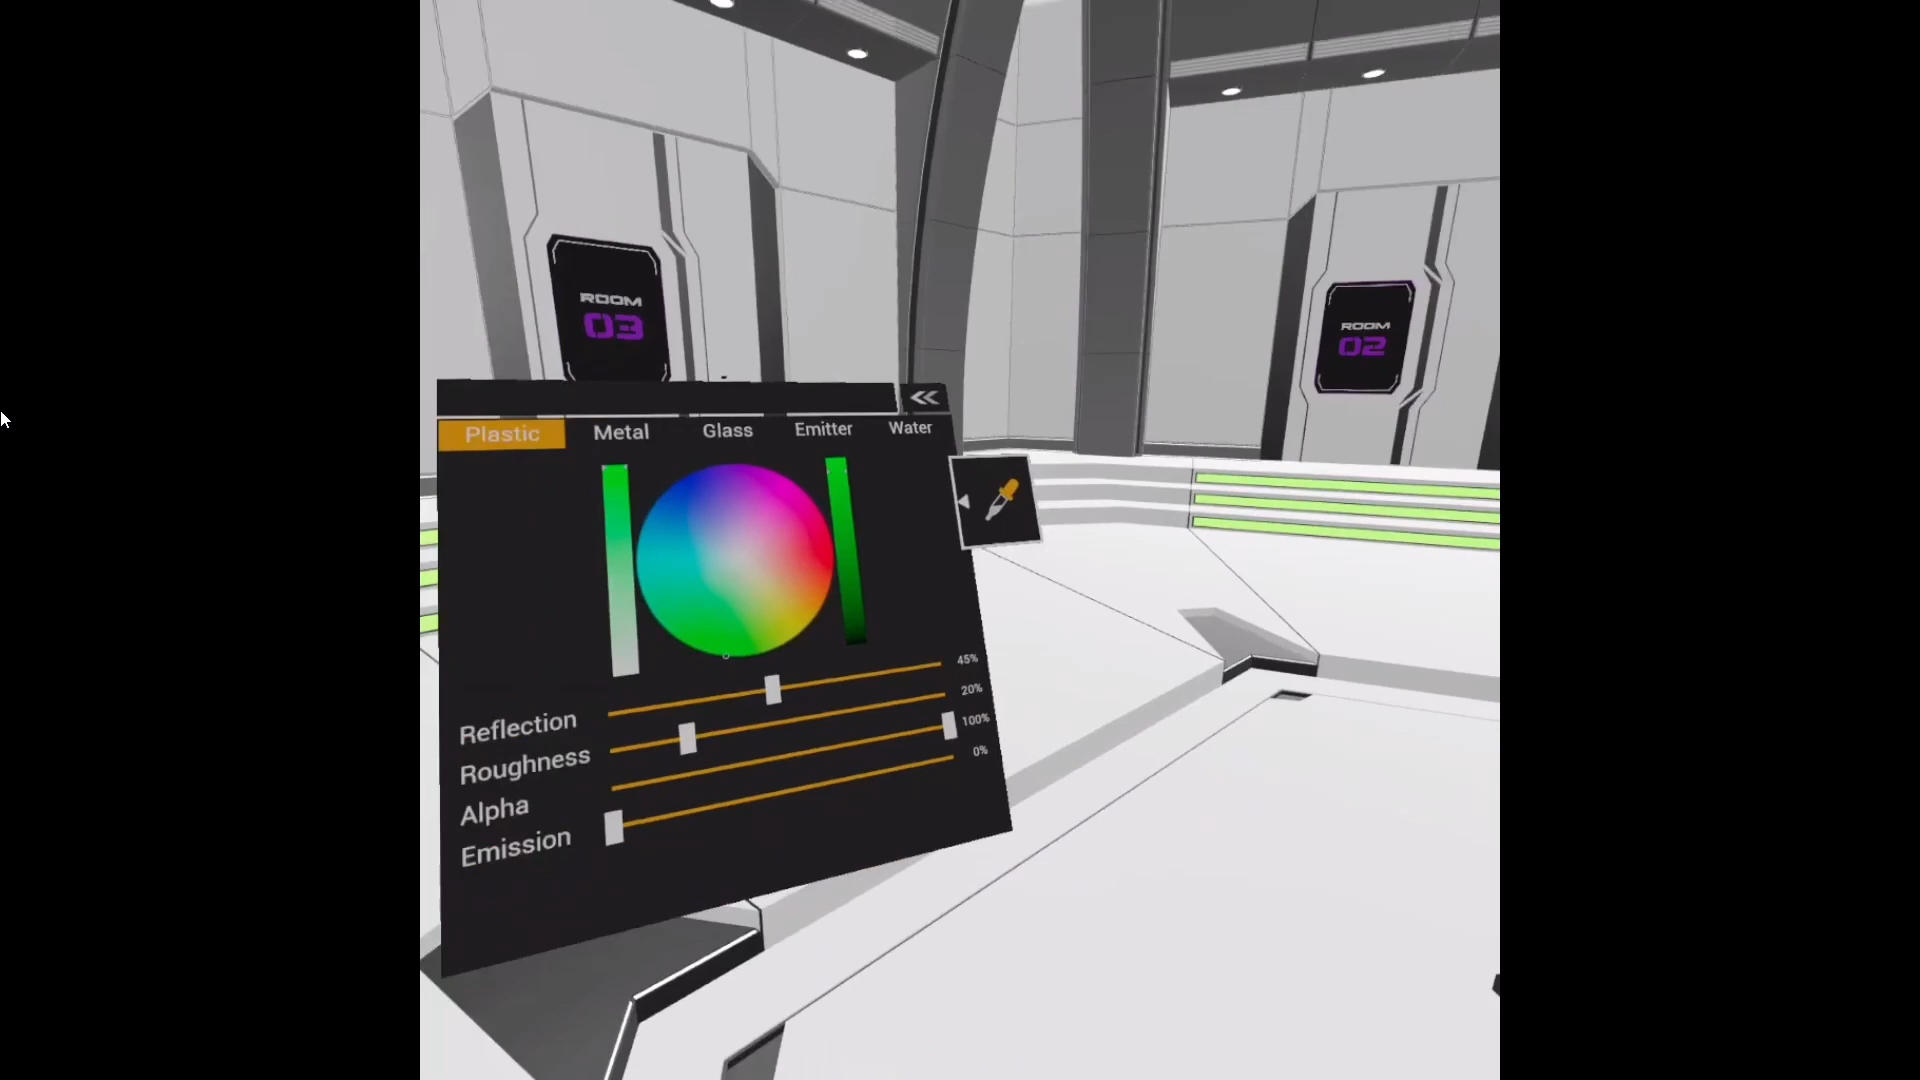 ROOM
03
ROOM
02
Plastic Metal Glass Emitter Water
Reflection 45%
Roughness 20%
Alpha 100%
Emission 0%